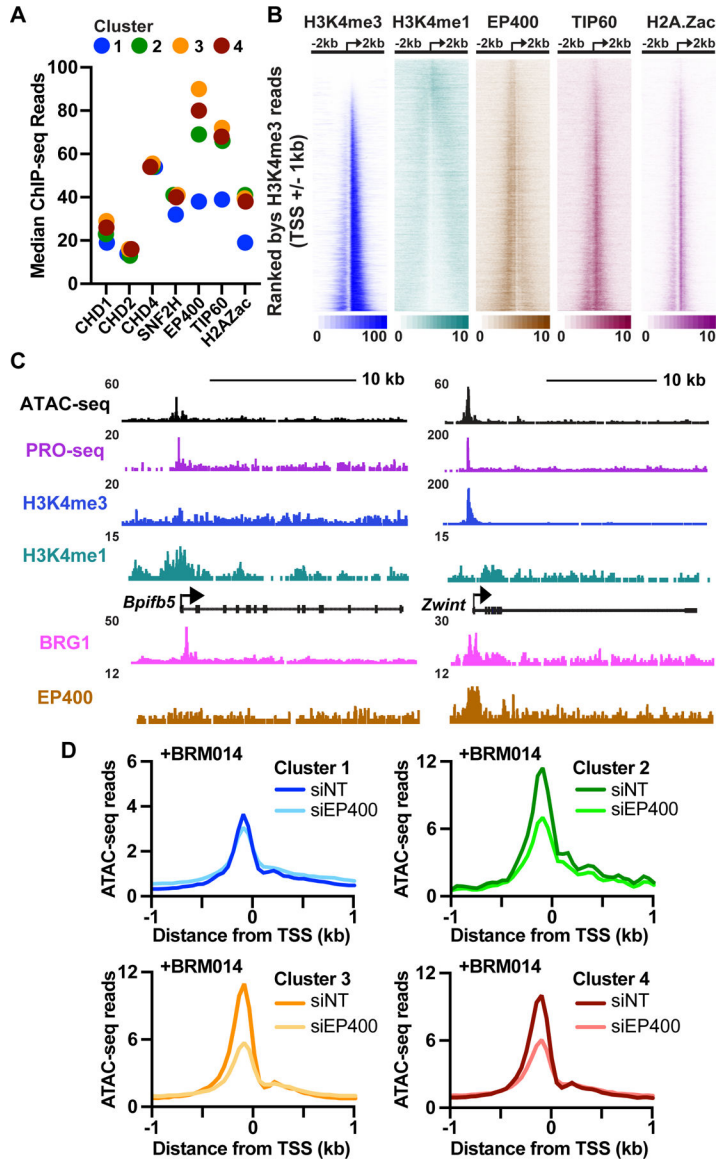 A
Cluster
1 2 3 4
Median ChIP-seq Reads
100
80
60
40
20
0
CHD1
CHD2
CHD4
SNF2H
EP400
TIP60
H2AZac
B
H3K4me3 H3K4me1 EP400 TIP60 H2A.Zac
-2kb 2kb -2kb 2kb -2kb 2kb -2kb 2kb -2kb 2kb
Ranked bys H3K4me3 reads
(TSS +/- 1kb)
0 100 0 10 0 10 0 10 0 10
C
10 kb 10 kb
ATAC-seq 60 60
PRO-seq 20 200
H3K4me3 20 200
H3K4me1 15 15
Bpifb5 Zwint
BRG1 50 30
EP400 12 12
D
+BRM014
Cluster 1
siNT
siEP400
ATAC-seq reads
6
4
2
0
-1 0 1
Distance from TSS (kb)
+BRM014
Cluster 2
siNT
siEP400
ATAC-seq reads
12
6
0
-1 0 1
Distance from TSS (kb)
+BRM014
Cluster 3
siNT
siEP400
ATAC-seq reads
12
6
0
-1 0 1
Distance from TSS (kb)
+BRM014
Cluster 4
siNT
siEP400
ATAC-seq reads
12
6
0
-1 0 1
Distance from TSS (kb)